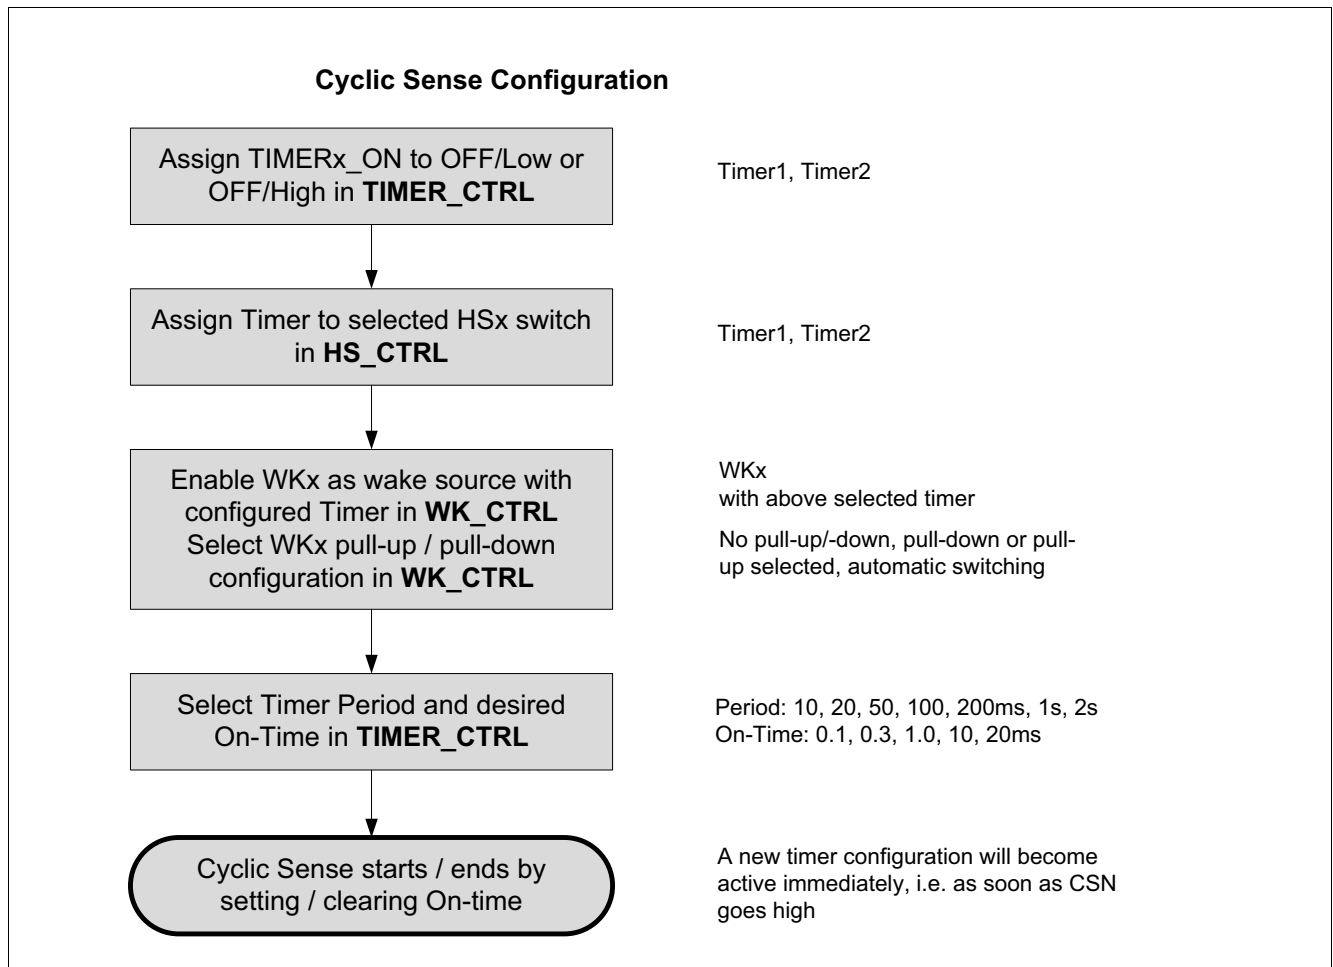 Cyclic Sense Configuration
Assign TIMERx_ON to OFF/Low or
OFF/High in TIMER_CTRL
Timer1, Timer2
Assign Timer to selected HSx switch
in HS_CTRL
Timer1, Timer2
Enable WKx as wake source with
configured Timer in WK_CTRL
Select WKx pull-up / pull-down
configuration in WK_CTRL
WKx
with above selected timer
No pull-up/-down, pull-down or pull-
up selected, automatic switching
Select Timer Period and desired
On-Time in TIMER_CTRL
Period: 10, 20, 50, 100, 200ms, 1s, 2s
On-Time: 0.1, 0.3, 1.0, 10, 20ms
Cyclic Sense starts / ends by
setting / clearing On-time
A new timer configuration will become
active immediately, i.e. as soon as CSN
goes high